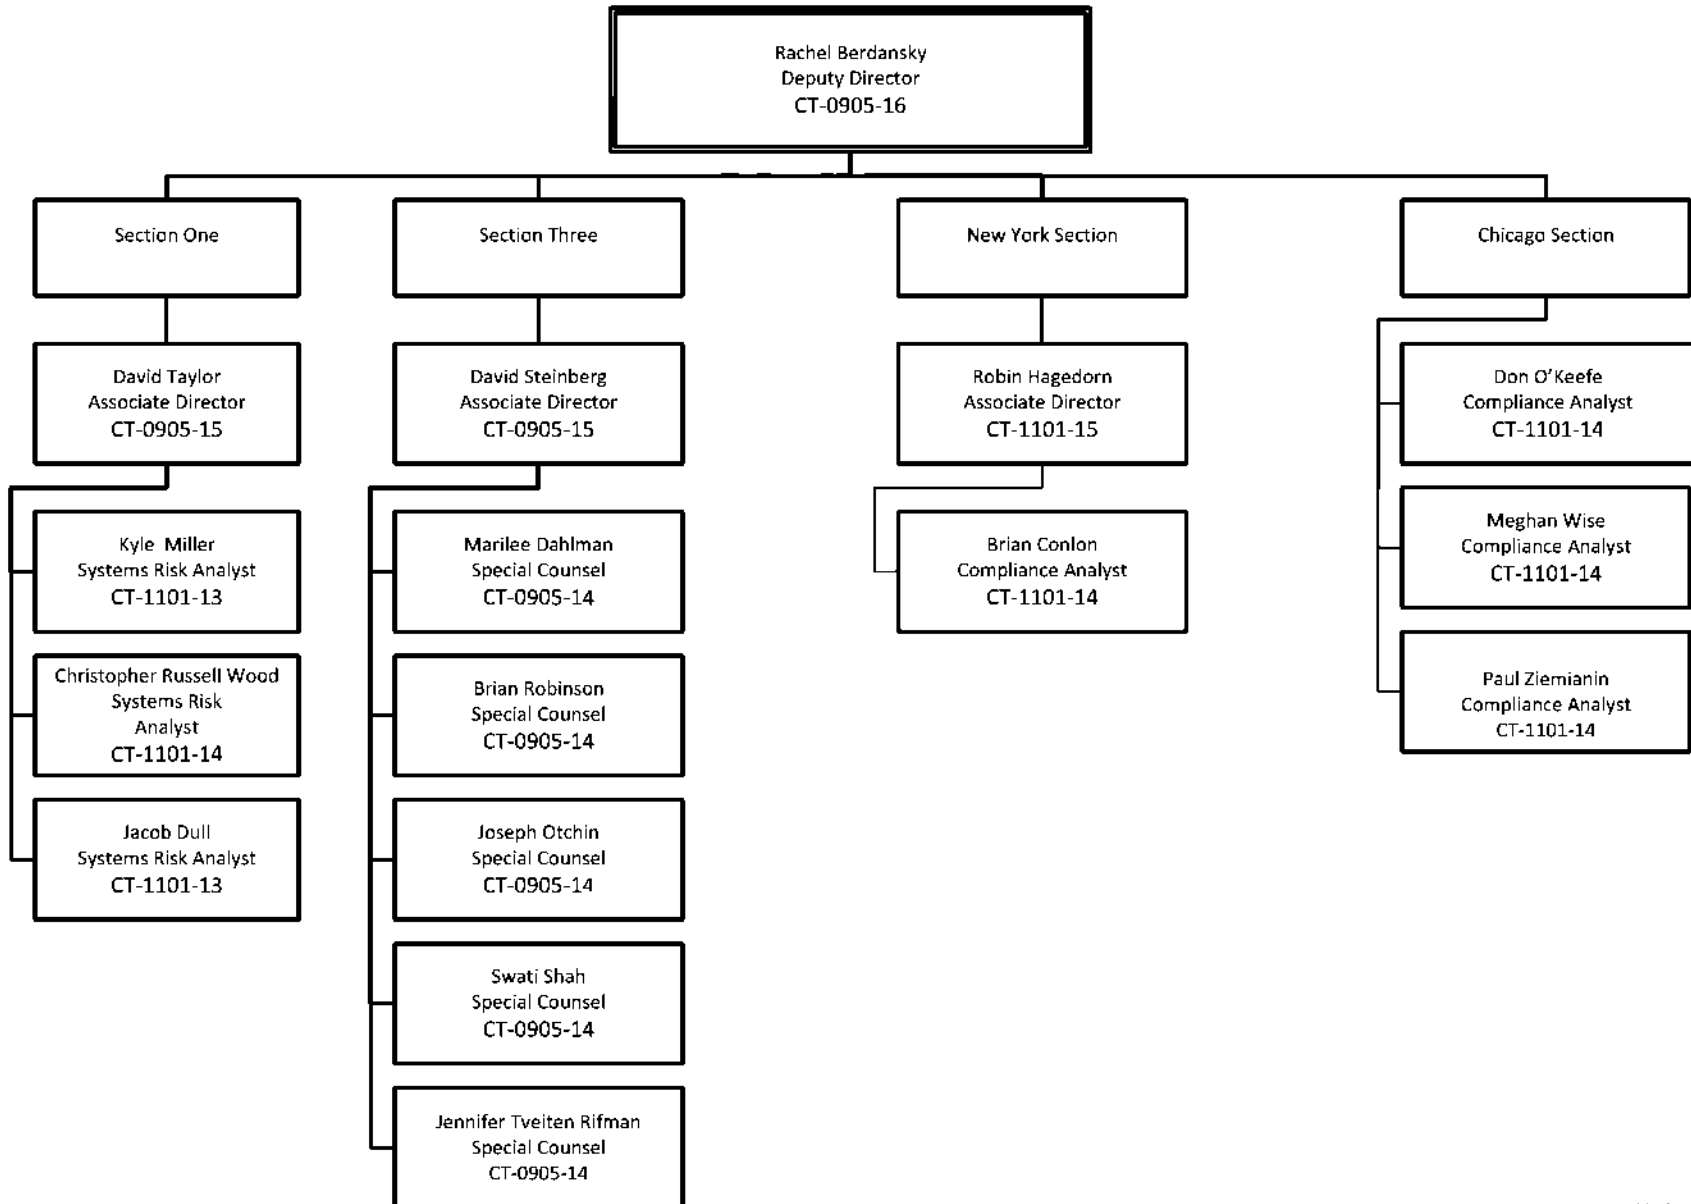 Rachel Berdansky
Deputy Director
CT-0905-16
Section One
Section Three
New York Section
Chicago Section
David Taylor
Associate Director
CT-0905-15
David Steinberg
Associate Director
CT-0905-15
Robin Hagedorn
Associate Director
CT-1101-15
Don O’Keefe
Compliance Analyst
CT-1101-14
Kyle Miller
Systems Risk Analyst
CT-1101-13
Marilee Dahlman
Special Counsel
CT-0905-14
Brian Conlon
Compliance Analyst
CT-1101-14
Meghan Wise
Compliance Analyst
CT-1101-14
Christopher Russell Wood
Systems Risk
Analyst
CT-1101-14
Brian Robinson
Special Counsel
CT-0905-14
Paul Ziemianin
Compliance Analyst
CT-1101-14
Jacob Dull
Systems Risk Analyst
CT-1101-13
Joseph Otchin
Special Counsel
CT-0905-14
Swati Shah
Special Counsel
CT-0905-14
Jennifer Tveiten Rifman
Special Counsel
CT-0905-14